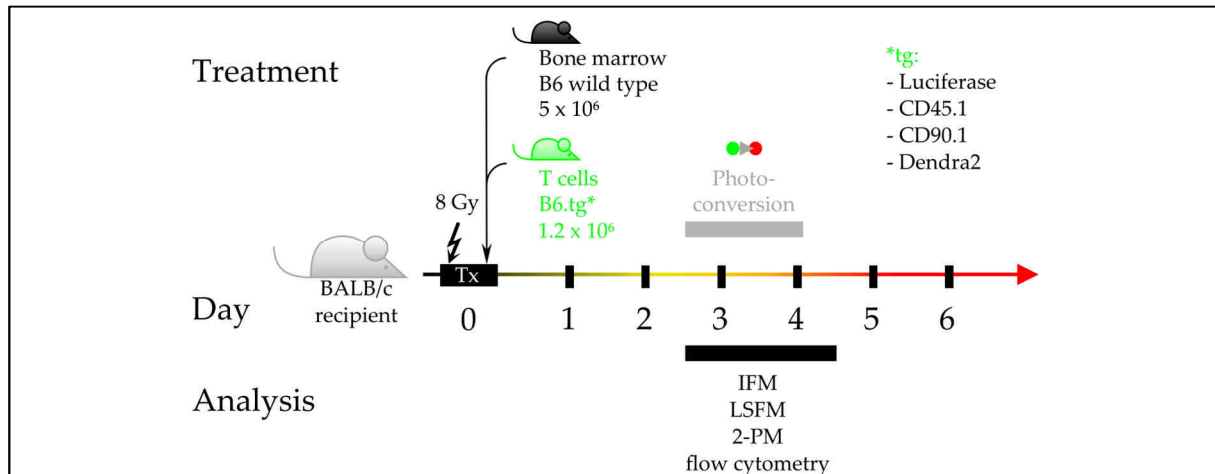 Treatment
Bone marrow
B6 wild type
5 x 10⁶
*tg:
- Luciferase
- CD45.1
- CD90.1
- Dendra2
T cells
B6.tg*
1.2 x 10⁶
Photo-
conversion
8 Gy
Tx
BALB/c
recipient
Day
0 1 2 3 4 5 6
Analysis
IFM
LSFM
2-PM
flow cytometry